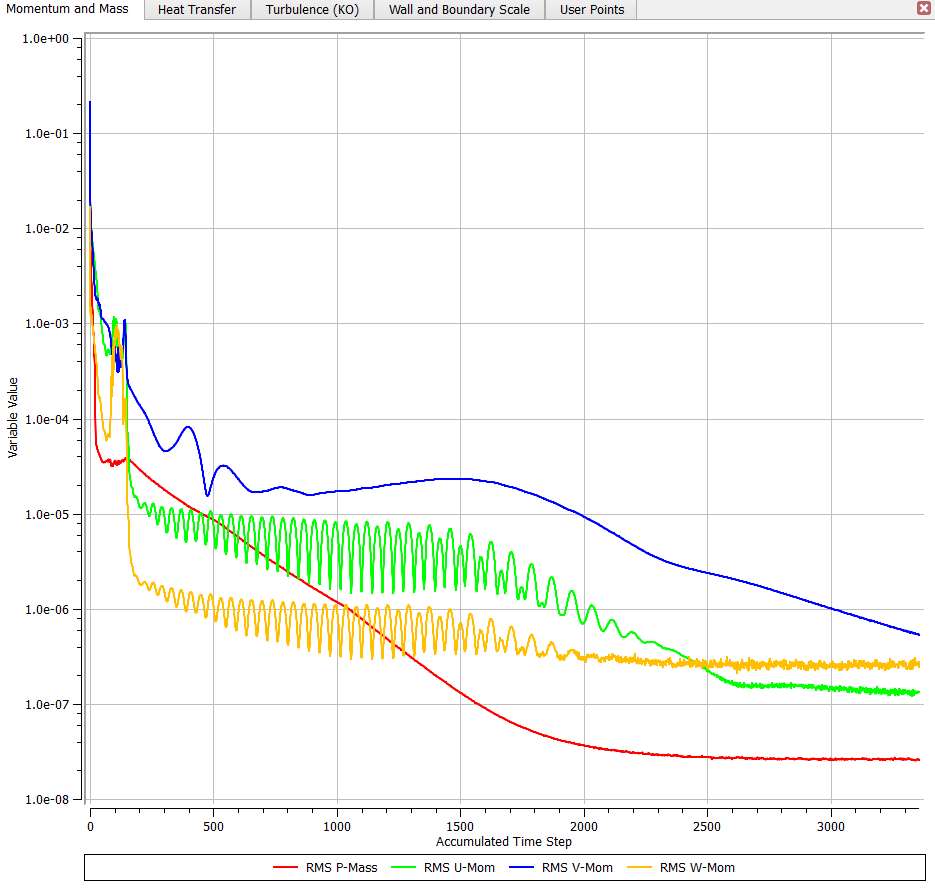 Momentum and Mass Heat Transfer Turbulence (KO) Wall and Boundary Scale User Points
1.0e+00
1.0e-01
1.0e-02
1.0e-03
1.0e-04
1.0e-05
1.0e-06
1.0e-07
1.0e-08
Variable Value
0 500 1000 1500 2000 2500 3000
Accumulated Time Step
RMS P-Mass RMS U-Mom RMS V-Mom RMS W-Mom